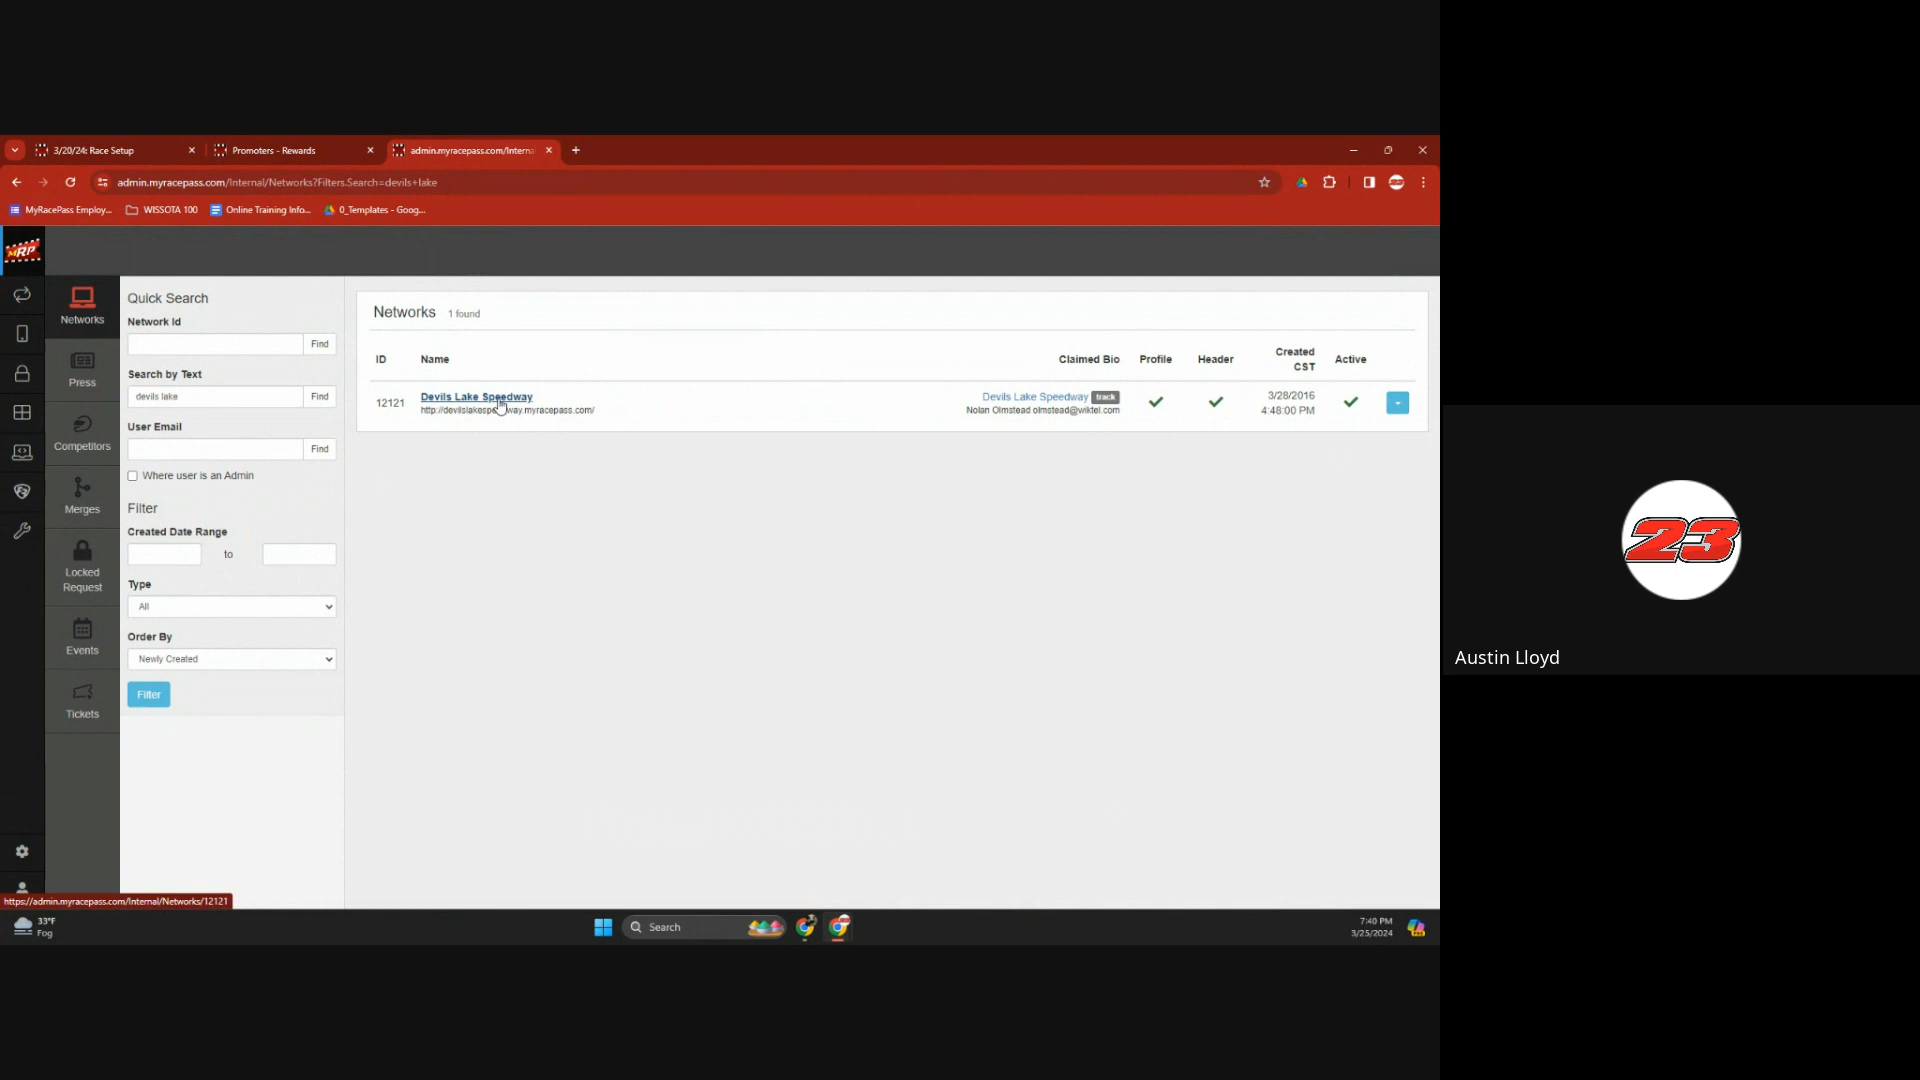 3/20/24: Race Setup
Promoters - Rewards
admin.myracepass.com/Interna
admin.myracepass.com/Internal/Networks?Filters.Search=devils+lake
MyRacePass Employ...
WISSOTA 100
Online Training Info...
0_Templates - Goog...
MRP
Networks
Press
Competitors
Merges
Locked
Request
Events
Tickets
Quick Search
Network Id
Find
Search by Text
devils lake
Find
User Email
Find
Where user is an Admin
Filter
Created Date Range
to
Type
All
Order By
Newly Created
Filter
Networks 1 found
ID Name Claimed Bio Profile Header Created CST Active
12121 Devils Lake Speedway Devils Lake Speedway track 3/28/2016
http://devilslakespeedway.myracepass.com/ Nolan Olmstead olmstead@wiktel.com 4:48:00 PM
https://admin.myracepass.com/Internal/Networks/12121
33°F
Fog
Search
7:40 PM
3/25/2024
23
Austin Lloyd